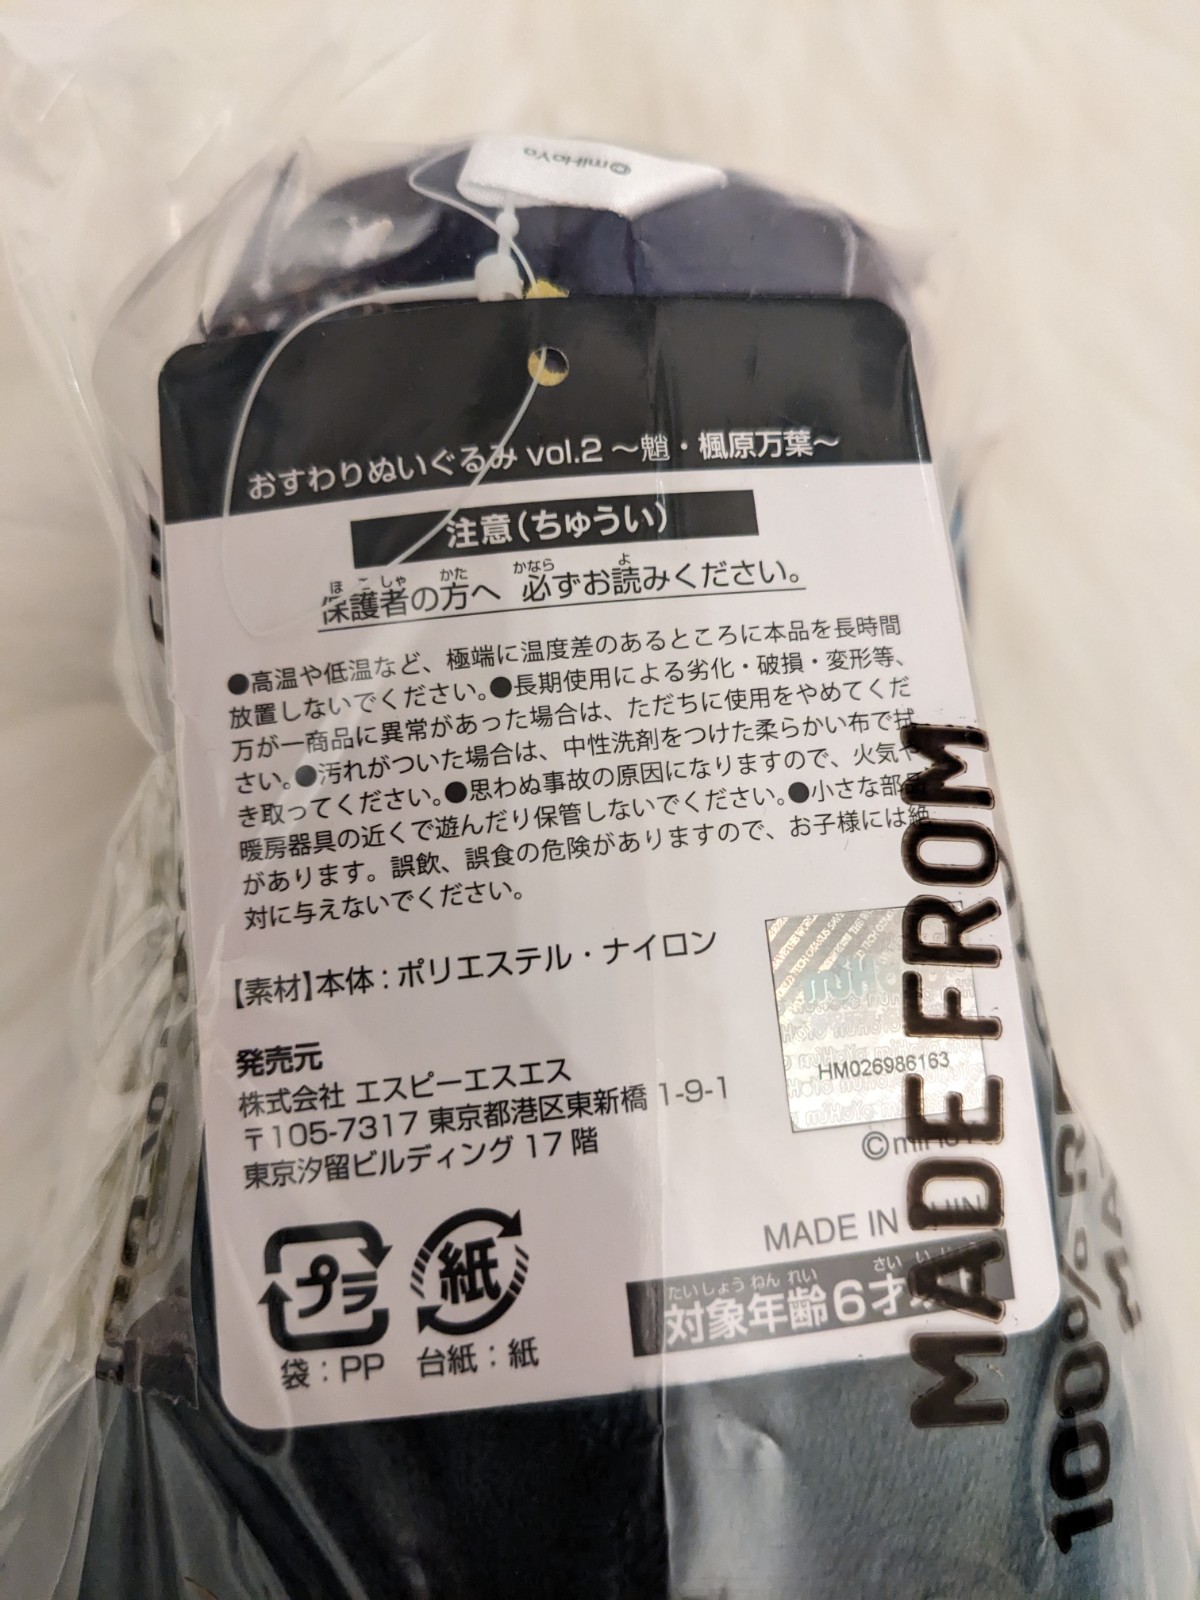 ©miHoYo
おすわりぬいぐるみ vol.2 〜魈・楓原万葉〜
注意(ちゅうい)
保護者の方へ 必ずお読みください。
●高温や低温など、極端に温度差のあるところに本品を長時間
放置しないでください。●長期使用による劣化・破損・変形等、
万が一商品に異常があった場合は、ただちに使用をやめてくだ
さい。●汚れがついた場合は、中性洗剤をつけた柔らかい布で拭
き取ってください。●思わぬ事故の原因になりますので、火気や
暖房器具の近くで遊んだり保管しないでください。●小さな部品
があります。誤飲、誤食の危険がありますので、お子様には絶
対に与えないでください。
【素材】本体:ポリエステル・ナイロン
発売元
株式会社 エスピーエスエス
〒105-7317 東京都港区東新橋 1-9-1
東京汐留ビルディング 17 階
miHoYo
HM026986163
©miHoY
MADE IN CHIN
対象年齢6才以上
プラ
紙
袋:PP
台紙:紙
MADE FROM
100%